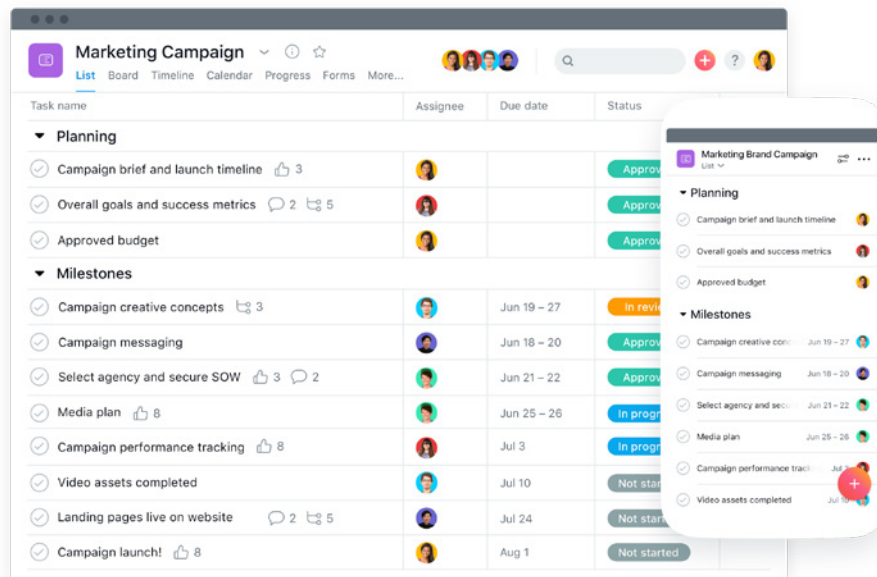 Marketing Campaign
List Board Timeline Calendar Progress Forms More...
?
Task name Assignee Due date Status
Planning
Campaign brief and launch timeline 3 Approv
Overall goals and success metrics 2 5 Approv
Approved budget Approv
Milestones
Campaign creative concepts 3 Jun 19 – 27 In revi
Campaign messaging Jun 18 – 20 Approv
Select agency and secure SOW 3 2 Jun 21 – 22 Approv
Media plan 8 Jun 25 – 26 In progr
Campaign performance tracking 8 Jul 3 In progr
Video assets completed Jul 10 Not star
Landing pages live on website 2 5 Jul 24 Not star
Campaign launch! 8 Aug 1 Not started
Marketing Brand Campaign
List
Planning
Campaign brief and launch timeline
Overall goals and success metrics
Approved budget
Milestones
Campaign creative conc Jun 19 – 27
Campaign messaging Jun 18 – 20
Select agency and secu Jun 21 – 22
Media plan Jun 25 – 26
Campaign performance tracki Jul 3
Video assets completed Jul 10